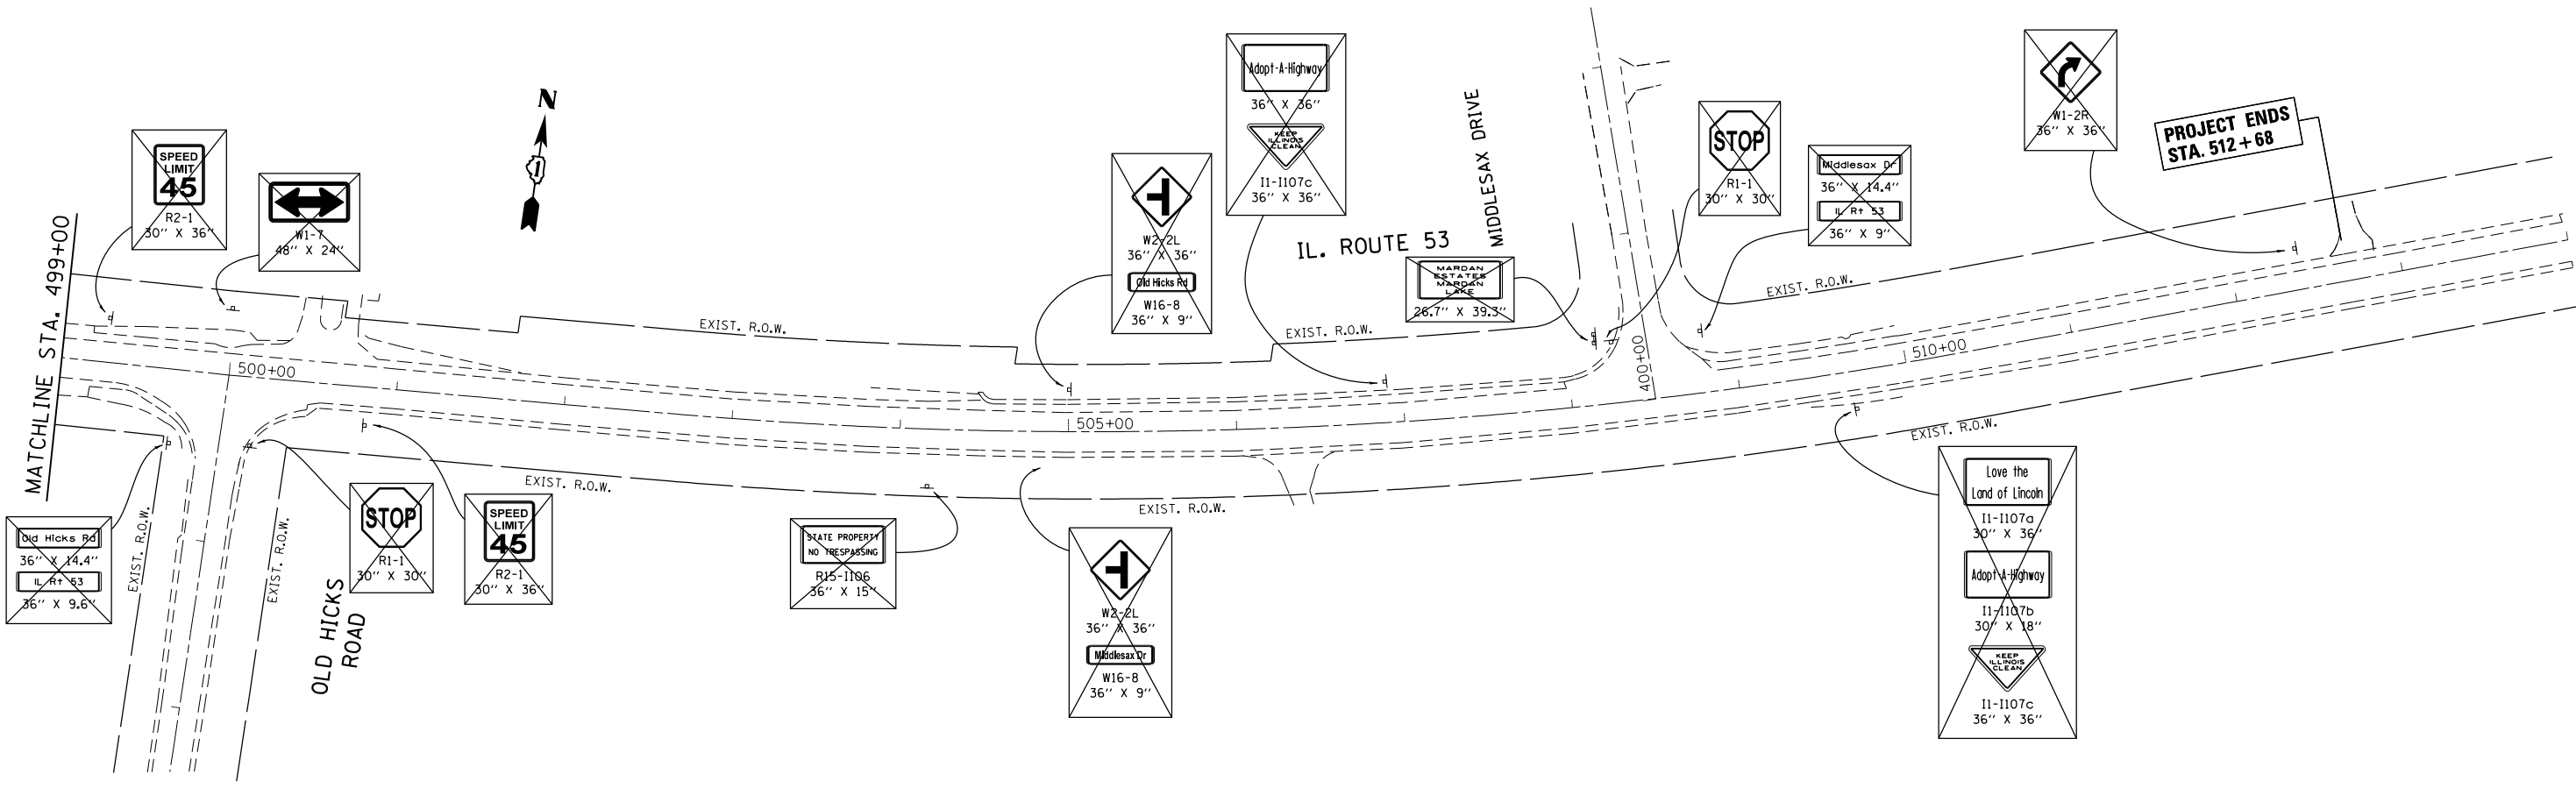 MATCHLINE STA. 499+00
SPEED
LIMIT
45
R2-1
30" X 36"
W1-7
48" X 24"
N
1
500+00
EXIST. R.O.W.
W2-2L
36" X 36"
Old Hicks Rd
W16-8
36" X 9"
Adopt-A-Highway
36" X 36"
KEEP
ILLINOIS
CLEAN
I1-I107c
36" X 36"
IL. ROUTE 53
EXIST. R.O.W.
MIDDLESAX DRIVE
MARDAN
ESTATES
MARDAN
LAKE
26.7" X 39.3"
400+00
STOP
R1-1
30" X 30"
Middlesax Dr
36" X 14.4"
IL Rt 53
36" X 9"
EXIST. R.O.W.
W1-2R
36" X 36"
PROJECT ENDS
STA. 512+68
505+00
510+00
Old Hicks Rd
36" X 14.4"
IL Rt 53
36" X 9.6"
EXIST. R.O.W.
EXIST. R.O.W.
OLD HICKS
ROAD
STOP
R1-1
30" X 30"
SPEED
LIMIT
45
R2-1
30" X 36"
EXIST. R.O.W.
STATE PROPERTY
NO TRESPASSING
R15-I106
36" X 15"
W2-2L
36" X 36"
Middlesax Dr
W16-8
36" X 9"
EXIST. R.O.W.
EXIST. R.O.W.
Love the
Land of Lincoln
I1-I107a
30" X 36"
Adopt-A-Highway
I1-I107b
30" X 18"
KEEP
ILLINOIS
CLEAN
I1-I107c
36" X 36"